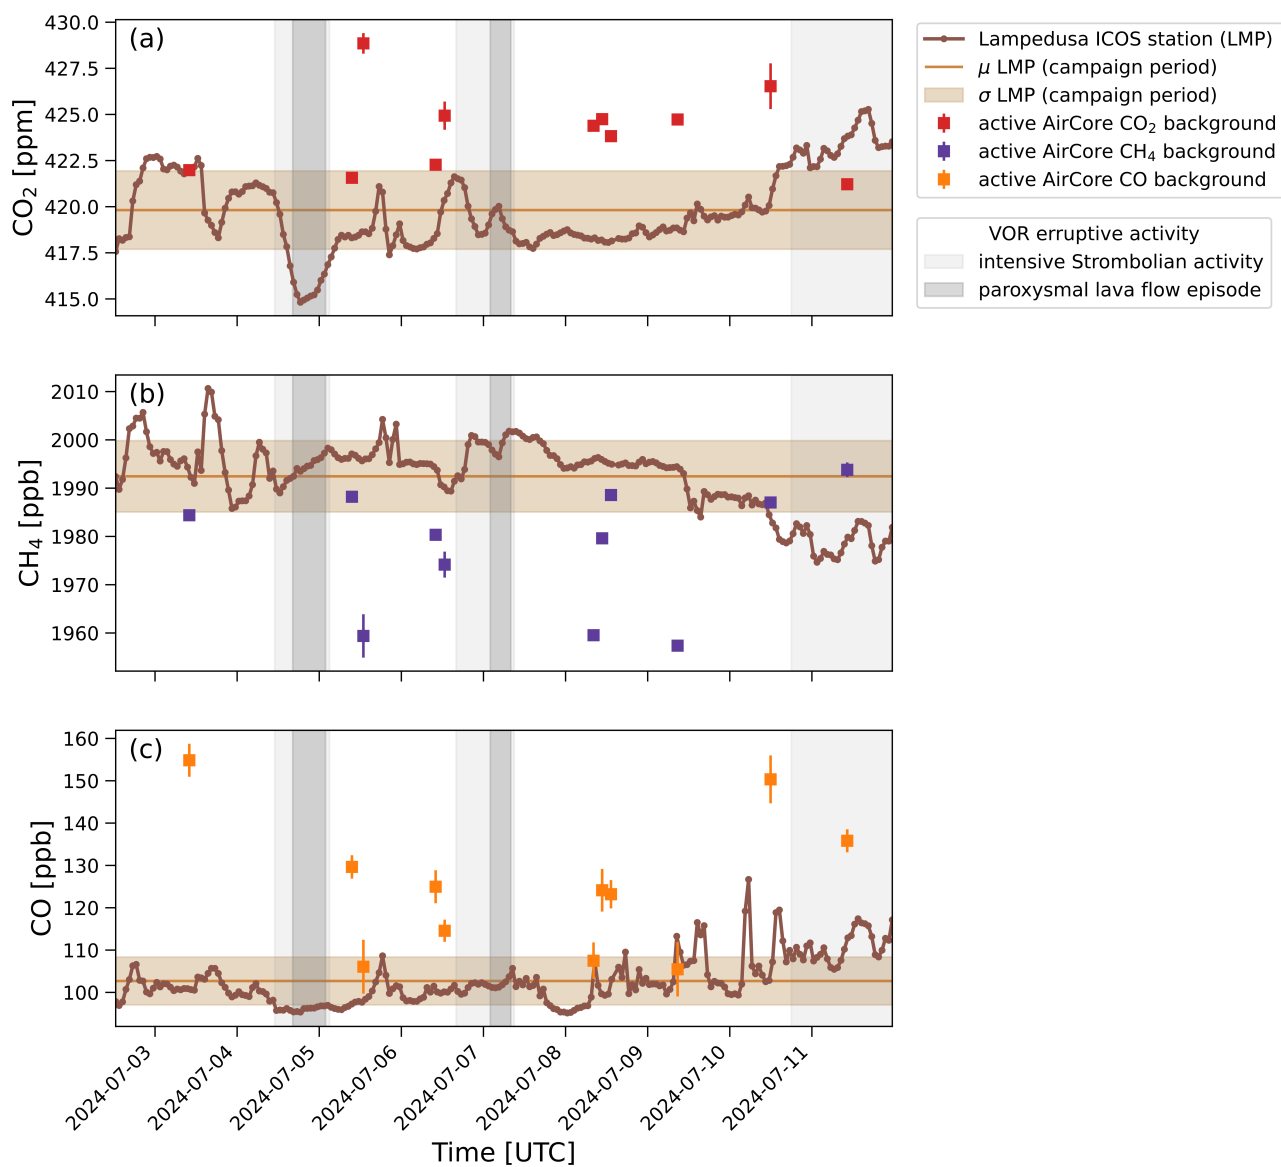 (a)
CO₂ [ppm]
430.0
427.5
425.0
422.5
420.0
417.5
415.0
Lampedusa ICOS station (LMP)
μ LMP (campaign period)
σ LMP (campaign period)
active AirCore CO₂ background
active AirCore CH₄ background
active AirCore CO background
VOR erruptive activity
intensive Strombolian activity
paroxysmal lava flow episode
(b)
CH₄ [ppb]
2010
2000
1990
1980
1970
1960
(c)
CO [ppb]
160
150
140
130
120
110
100
2024-07-03
2024-07-04
2024-07-05
2024-07-06
2024-07-07
2024-07-08
2024-07-09
2024-07-10
2024-07-11
Time [UTC]